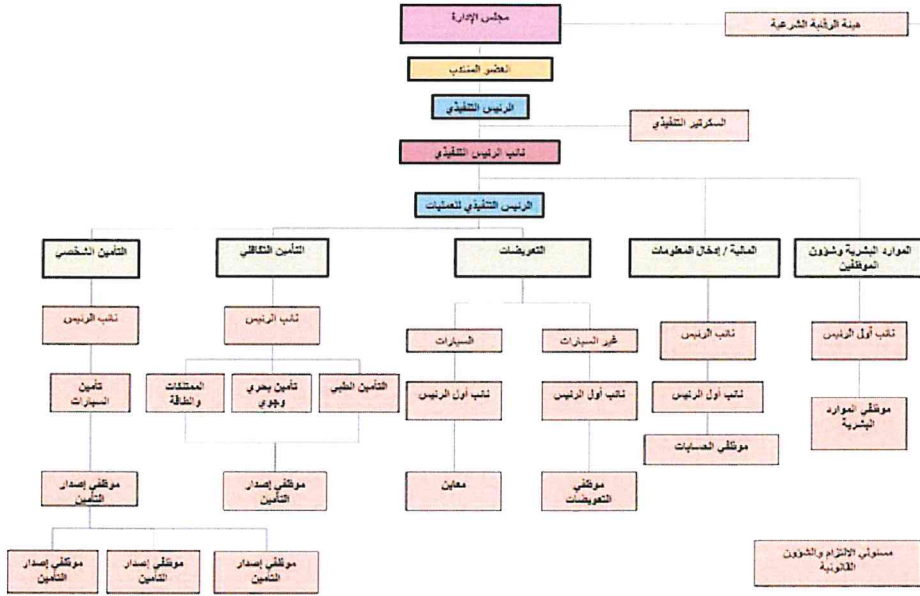 مجلس الإدارة
هيئة الرقابة الشرعية
العضو المنتدب
الرئيس التنفيذي
السكرتير التنفيذي
نائب الرئيس التنفيذي
الرئيس التنفيذي للعمليات
الموارد البشرية وشؤون
الموظفين
المالية / إدخال المعلومات
التعويضات
التأمين التكافلي
التأمين الشخصي
نائب أول الرئيس
نائب الرئيس
غير السيارات
السيارات
نائب الرئيس
نائب الرئيس
موظفي الموارد
البشرية
نائب أول الرئيس
نائب أول الرئيس
نائب أول الرئيس
التأمين الطبي
تأمين بحري
وجوي
الممتلكات
والطاقة
تأمين
السيارات
موظفي الحسابات
موظفي
التعويضات
معاين
موظفي إصدار
التأمين
موظفي إصدار
التأمين
مسئولي الالتزام والشؤون
القانونية
موظفي إصدار
التأمين
موظفي إصدار
التأمين
موظفي إصدار
التأمين